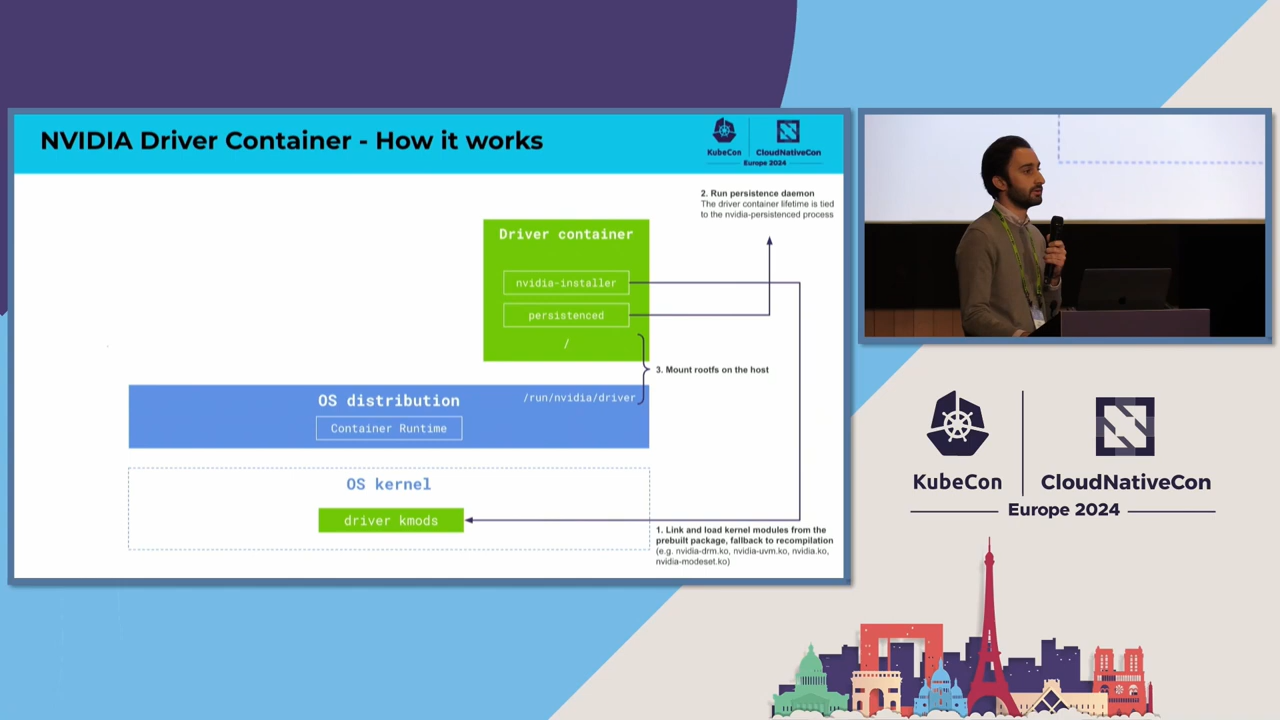 NVIDIA Driver Container - How it works
KubeCon
CloudNativeCon
Europe 2024
2. Run persistence daemon
The driver container lifetime is tied
to the nvidia-persistenced process
Driver container
nvidia-installer
persistenced
/
3. Mount rootfs on the host
OS distribution
/run/nvidia/driver
Container Runtime
OS kernel
driver kmods
1. Link and load kernel modules from the
prebuilt package, fallback to recompilation
(e.g. nvidia-drm.ko, nvidia-uvm.ko, nvidia.ko,
nvidia-modeset.ko)
KubeCon
CloudNativeCon
Europe 2024